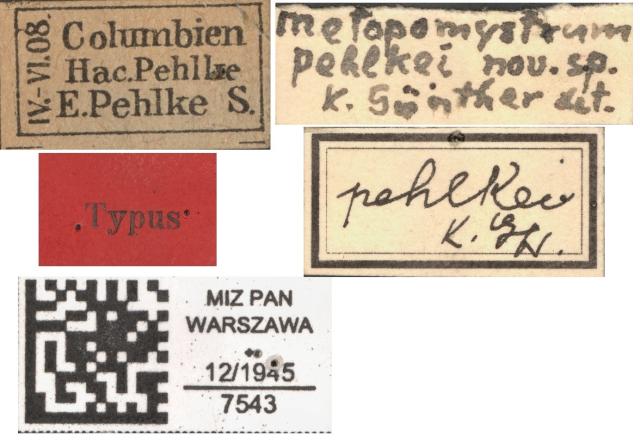 IV.-VI.08.
Columbien
Hac.Pehlke
E.Pehlke S.
metopomystrum
pehlkei nov. sp.
K. Günther det.
Typus
pehlkei
K. Gth.
MIZ PAN
WARSZAWA
12/1945
7543